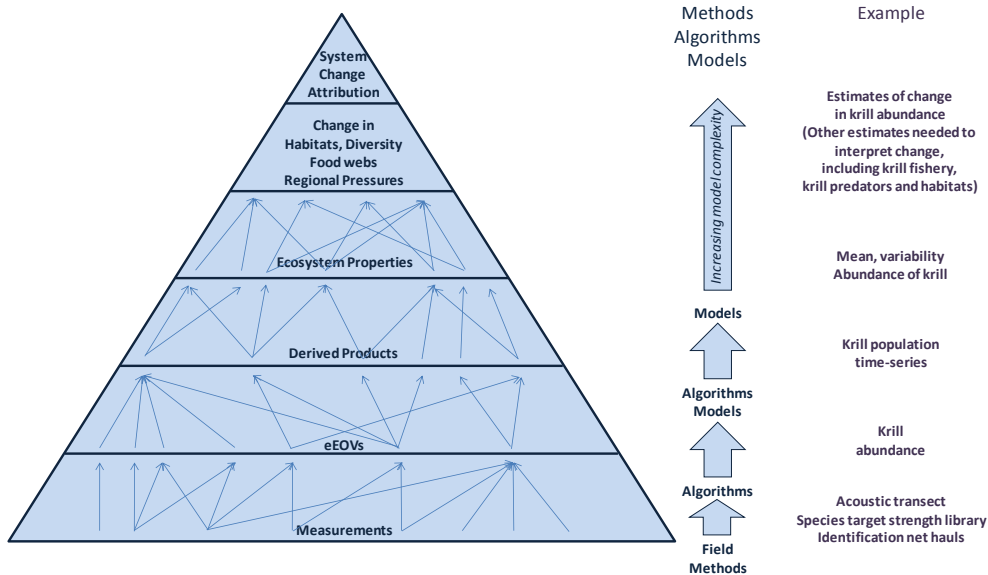 System
Change
Attribution
Change in
Habitats, Diversity
Food webs
Regional Pressures
Ecosystem Properties
Derived Products
eEOVs
Measurements
Methods
Algorithms
Models
Increasing model complexity
Models
Algorithms
Models
Algorithms
Field
Methods
Example
Estimates of change
in krill abundance
(Other estimates needed to
interpret change,
including krill fishery,
krill predators and habitats)
Mean, variability
Abundance of krill
Krill population
time-series
Krill
abundance
Acoustic transect
Species target strength library
Identification net hauls